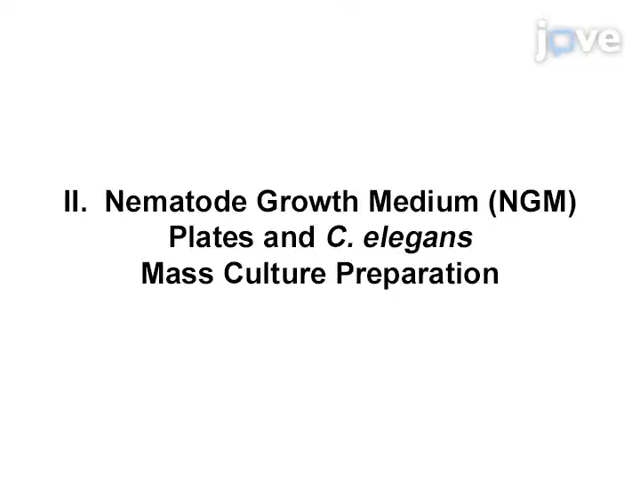 jove
II. Nematode Growth Medium (NGM)
Plates and C. elegans
Mass Culture Preparation